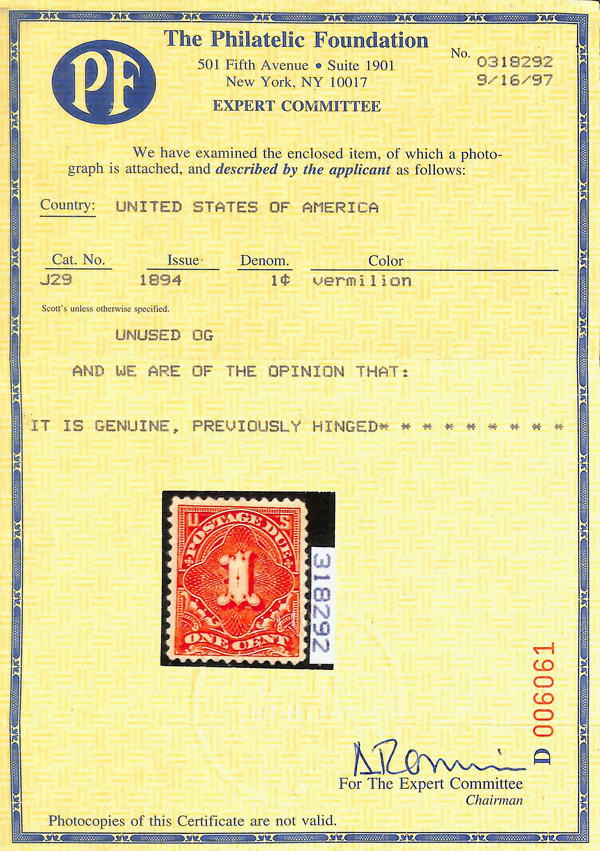 PF
The Philatelic Foundation
501 Fifth Avenue • Suite 1901
New York, NY 10017
EXPERT COMMITTEE
No. 0318292
9/16/97
We have examined the enclosed item, of which a photo-
graph is attached, and described by the applicant as follows:
Country: UNITED STATES OF AMERICA
Cat. No. Issue Denom. Color
J29 1894 1¢ vermilion
Scott's unless otherwise specified.
UNUSED OG
AND WE ARE OF THE OPINION THAT:
IT IS GENUINE, PREVIOUSLY HINGED* * * * * * * * *
U S
POSTAGE DUE
1
ONE CENT
318292
D 006061
For The Expert Committee
Chairman
Photocopies of this Certificate are not valid.